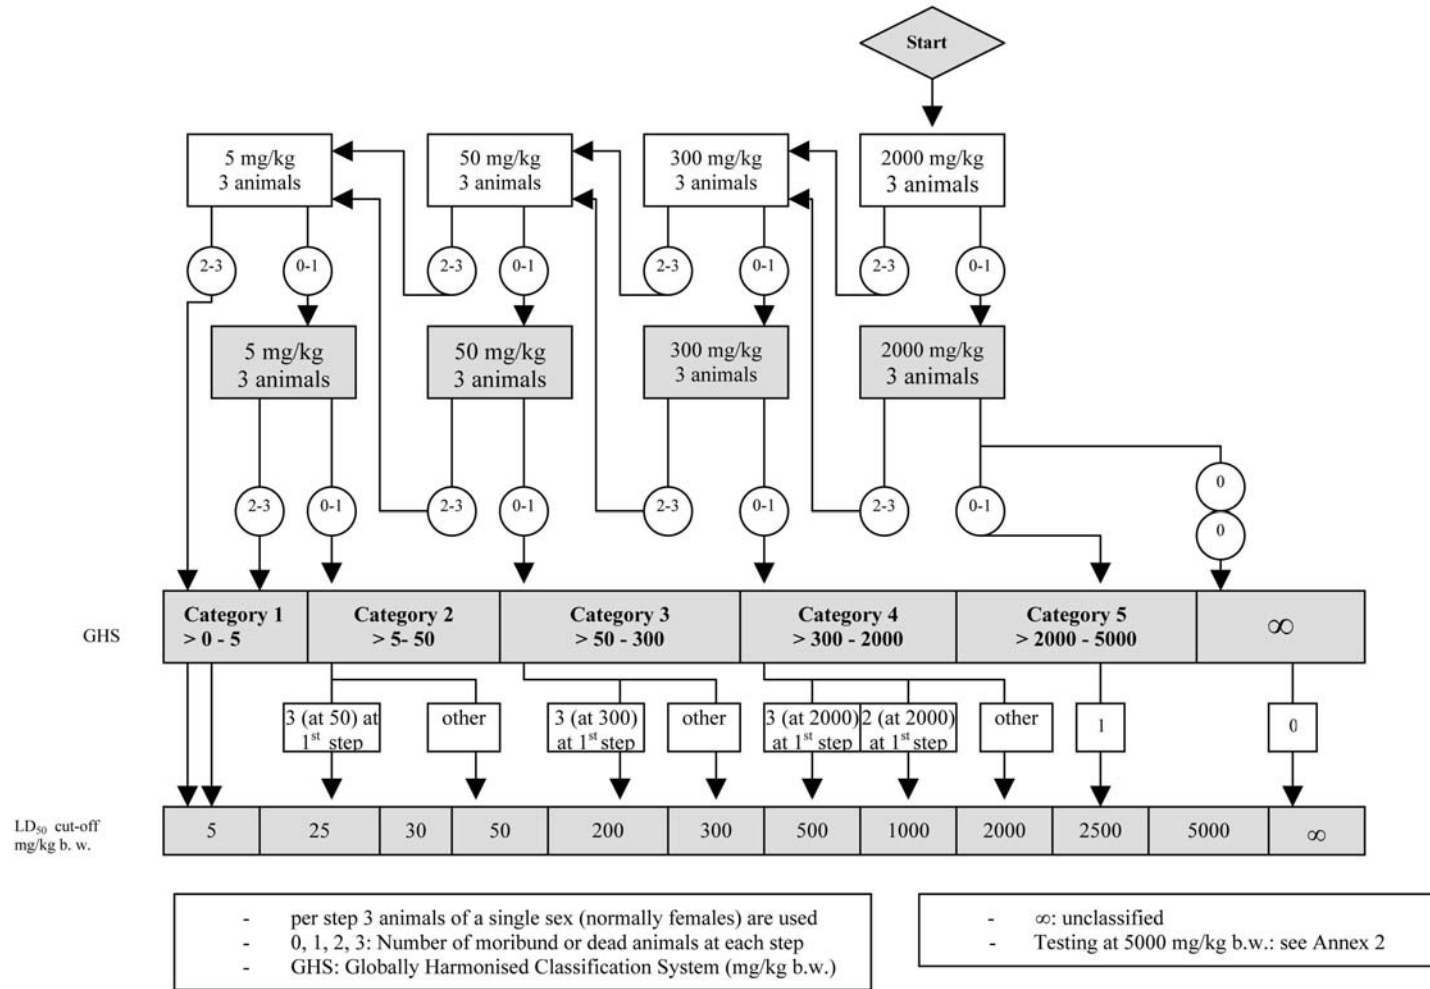 Start
5 mg/kg
3 animals
50 mg/kg
3 animals
300 mg/kg
3 animals
2000 mg/kg
3 animals
2-3
0-1
2-3
0-1
2-3
0-1
2-3
0-1
5 mg/kg
3 animals
50 mg/kg
3 animals
300 mg/kg
3 animals
2000 mg/kg
3 animals
2-3
0-1
2-3
0-1
2-3
0-1
2-3
0-1
0
0
GHS
Category 1
> 0 - 5
Category 2
> 5- 50
Category 3
> 50 - 300
Category 4
> 300 - 2000
Category 5
> 2000 - 5000
∞
3 (at 50) at
1st step
other
3 (at 300)
at 1st step
other
3 (at 2000)
at 1st step
2 (at 2000)
at 1st step
other
1
0
LD50 cut-off
mg/kg b. w.
5
25
30
50
200
300
500
1000
2000
2500
5000
∞
- per step 3 animals of a single sex (normally females) are used
- 0, 1, 2, 3: Number of moribund or dead animals at each step
- GHS: Globally Harmonised Classification System (mg/kg b.w.)
- ∞: unclassified
- Testing at 5000 mg/kg b.w.: see Annex 2